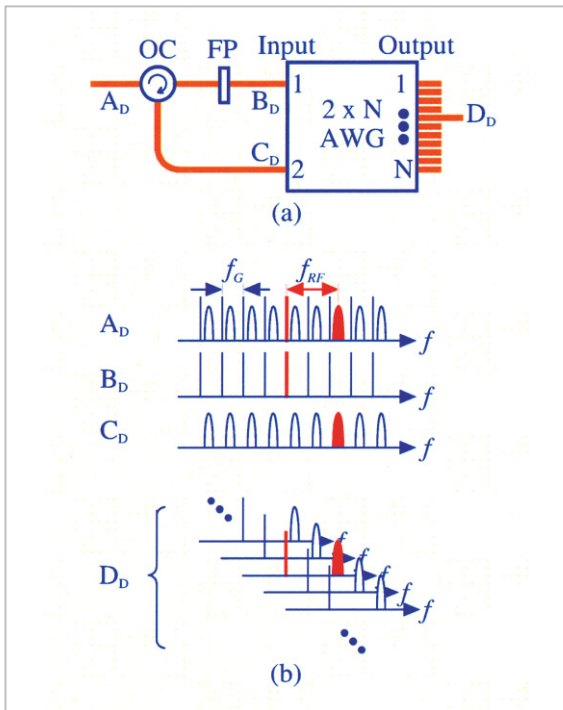 OC FP Input Output
A_D B_D 1 2 x N 1 D_D
C_D AWG
2 N
(a)
f_G f_RF
A_D f
B_D f
C_D f
f
f
D_D f
f
f
(b)